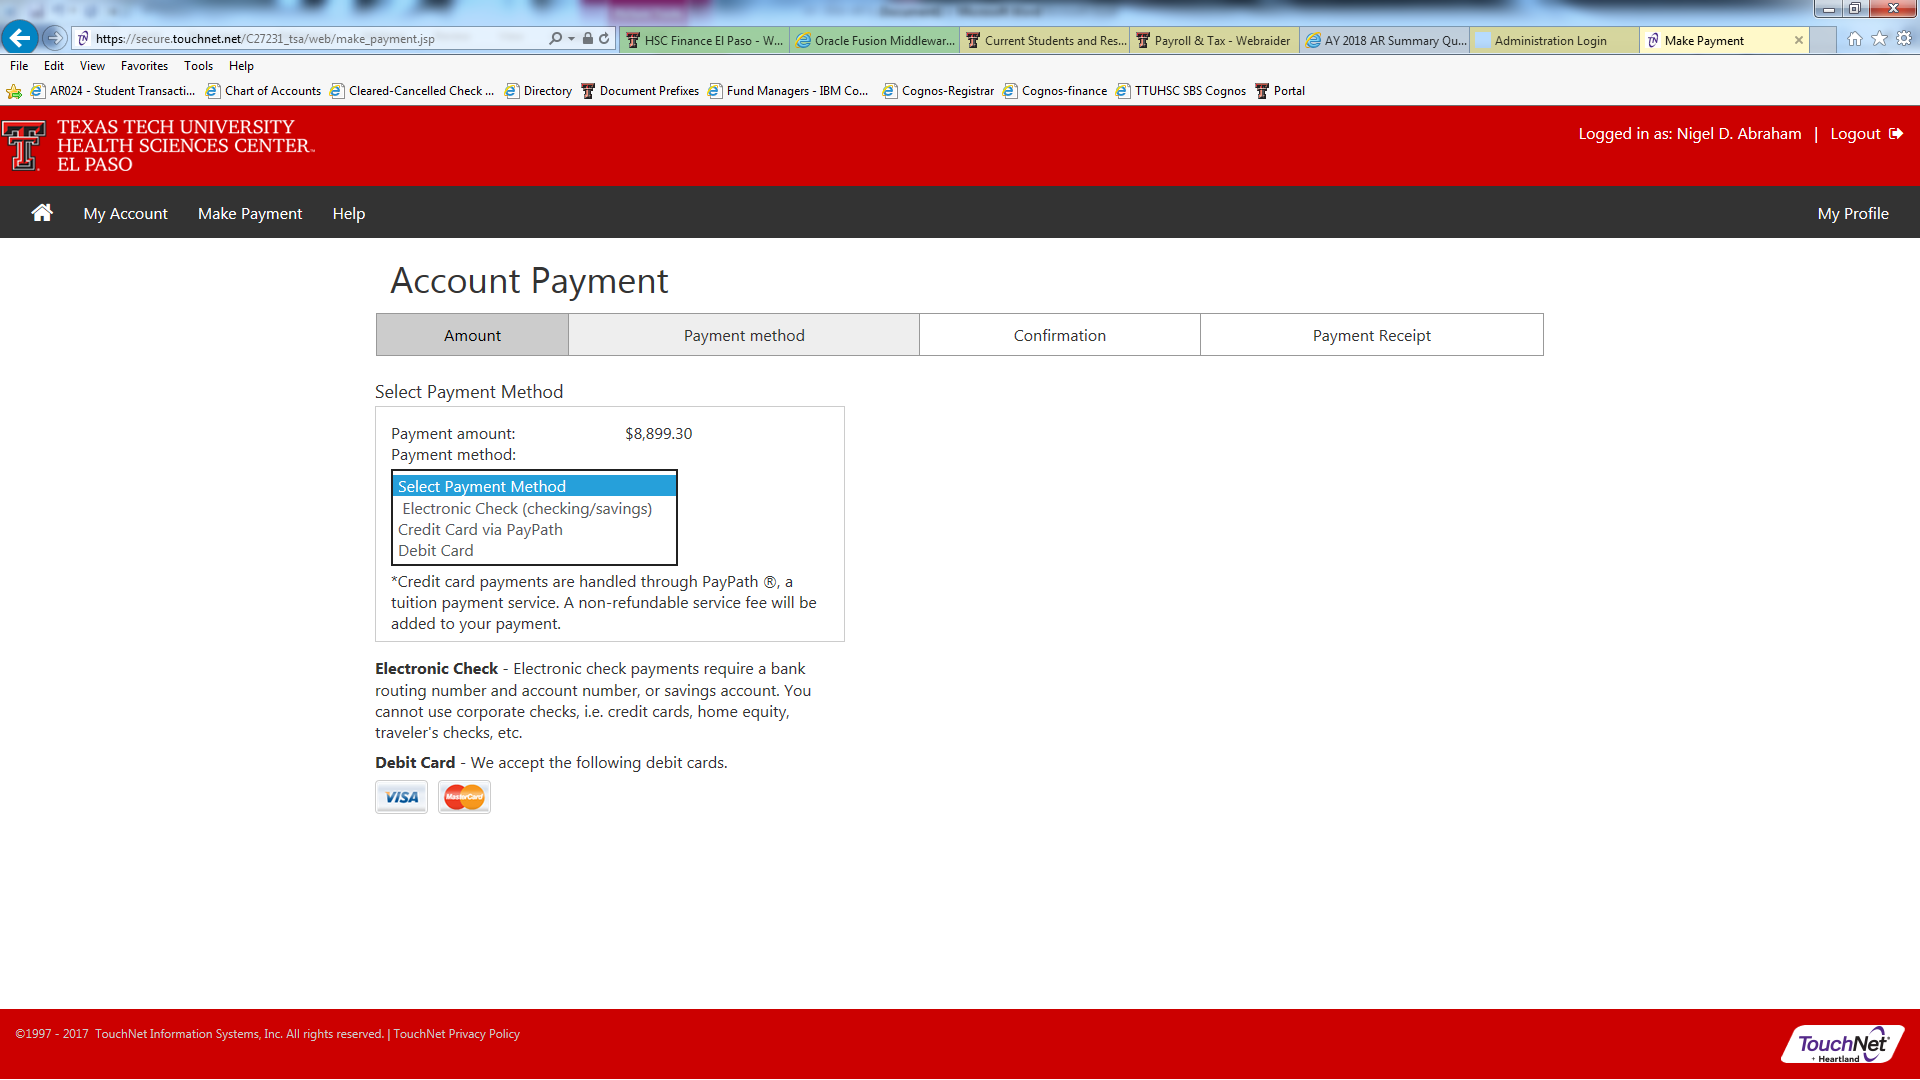 https://secure.touchnet.net/C27231_tsa/web/make_payment.jsp
HSC Finance El Paso - W...
Oracle Fusion Middlewar...
Current Students and Res...
Payroll & Tax - Webraider
AY 2018 AR Summary Qu...
Administration Login
Make Payment
File Edit View Favorites Tools Help
AR024 - Student Transacti...
Chart of Accounts
Cleared-Cancelled Check ...
Directory
Document Prefixes
Fund Managers - IBM Co...
Cognos-Registrar
Cognos-finance
TTUHSC SBS Cognos
Portal
TEXAS TECH UNIVERSITY
HEALTH SCIENCES CENTER™
EL PASO
Logged in as: Nigel D. Abraham | Logout
My Account Make Payment Help My Profile
Account Payment
Amount Payment method Confirmation Payment Receipt
Select Payment Method
Payment amount: $8,899.30
Payment method:
Select Payment Method
Electronic Check (checking/savings)
Credit Card via PayPath
Debit Card
*Credit card payments are handled through PayPath ®, a
tuition payment service. A non-refundable service fee will be
added to your payment.
Electronic Check - Electronic check payments require a bank
routing number and account number, or savings account. You
cannot use corporate checks, i.e. credit cards, home equity,
traveler's checks, etc.
Debit Card - We accept the following debit cards.
VISA MasterCard
©1997 - 2017 TouchNet Information Systems, Inc. All rights reserved. | TouchNet Privacy Policy
TouchNet®
+ Heartland